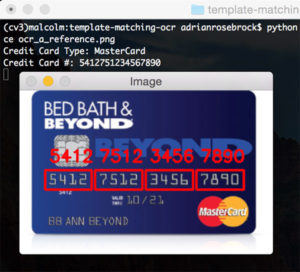 template-matchin
(cv3)malcolm:template-matching-ocr adrianrosebrock$ python
ce ocr_a_reference.png
Credit Card Type: MasterCard
Credit Card #: 5412751234567890
Image
BED BATH &
BEYOND
BEYOND
5412 7512 3456 7890
5412 7512 3456 7890
5412
VALID THRU
10/21
BB ANN BEYOND
MasterCard